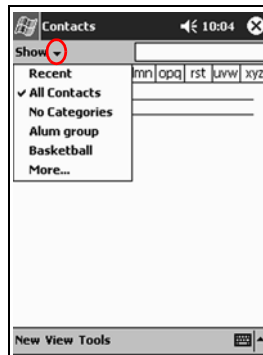 Contacts 10:04
Show
Recent lmn opq rst uvw xyz
All Contacts
No Categories
Alum group
Basketball
More...
New View Tools